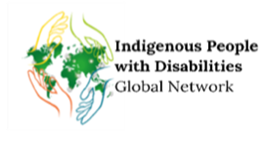 Indigenous People
with Disabilities
Global Network